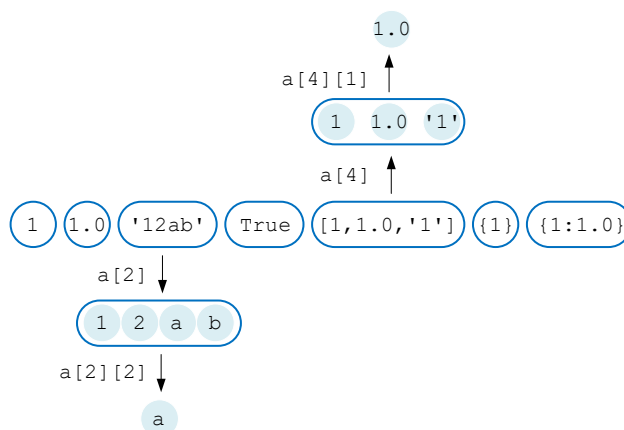 1.0
a[4][1]
1 1.0 '1'
a[4]
1 1.0 '12ab' True [1,1.0,'1'] {1} {1:1.0}
a[2]
1 2 a b
a[2][2]
a